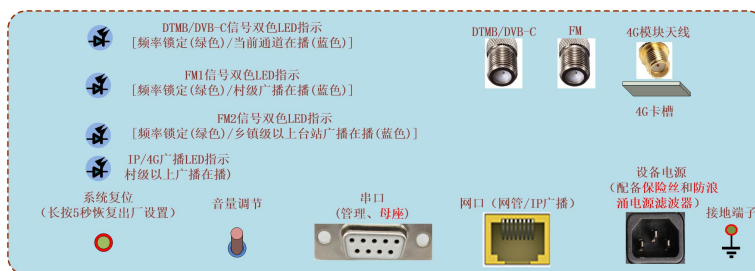 DTMB/DVB-C信号双色LED指示
[频率锁定(绿色)/当前通道在播(蓝色)]
FM1信号双色LED指示
[频率锁定(绿色)/村级广播在播(蓝色)]
FM2信号双色LED指示
[频率锁定(绿色)/乡镇级以上台站广播在播(蓝色)]
IP/4G广播LED指示
村级以上广播在播)
DTMB/DVB-C
FM
4G模块天线
4G卡槽
系统复位
(长按5秒恢复出厂设置)
音量调节
串口
(管理、母座)
网口(网管/IP广播)
设备电源
(配备保险丝和防浪
涌电源滤波器)
接地端子